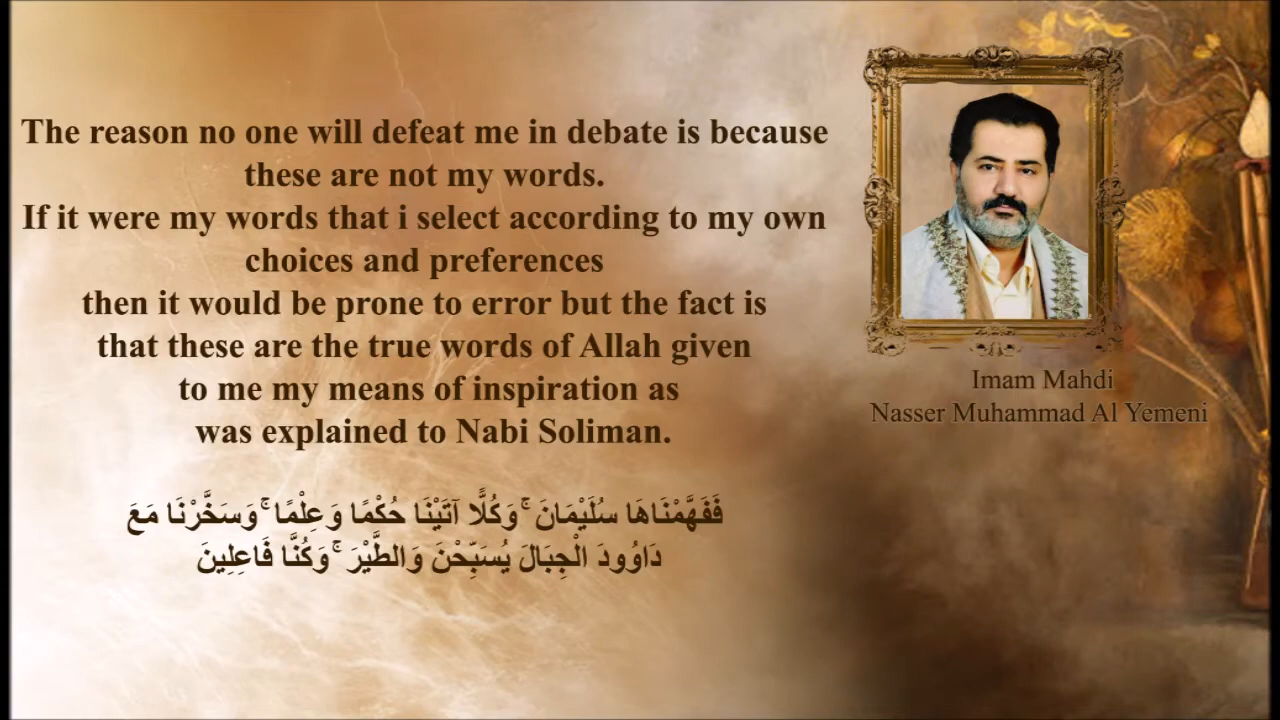 The reason no one will defeat me in debate is because
these are not my words.
If it were my words that i select according to my own
choices and preferences
then it would be prone to error but the fact is
that these are the true words of Allah given
to me my means of inspiration as
was explained to Nabi Soliman.
فَفَهَّمْنَاهَا سُلَيْمَانَ ۚ وَكُلًّا آتَيْنَا حُكْمًا وَعِلْمًا ۚ وَسَخَّرْنَا مَعَ
دَاوُودَ الْجِبَالَ يُسَبِّحْنَ وَالطَّيْرَ ۚ وَكُنَّا فَاعِلِينَ
Imam Mahdi
Nasser Muhammad Al Yemeni